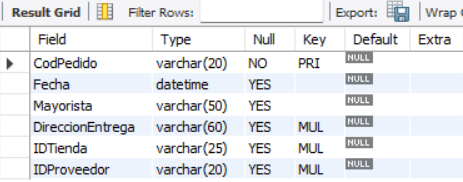 Result Grid Filter Rows: Export: Wrap C
Field Type Null Key Default Extra
CodPedido varchar(20) NO PRI NULL
Fecha datetime YES NULL
Mayorista varchar(50) YES NULL
DireccionEntrega varchar(60) YES MUL NULL
IDTienda varchar(25) YES MUL NULL
IDProveedor varchar(20) YES MUL NULL